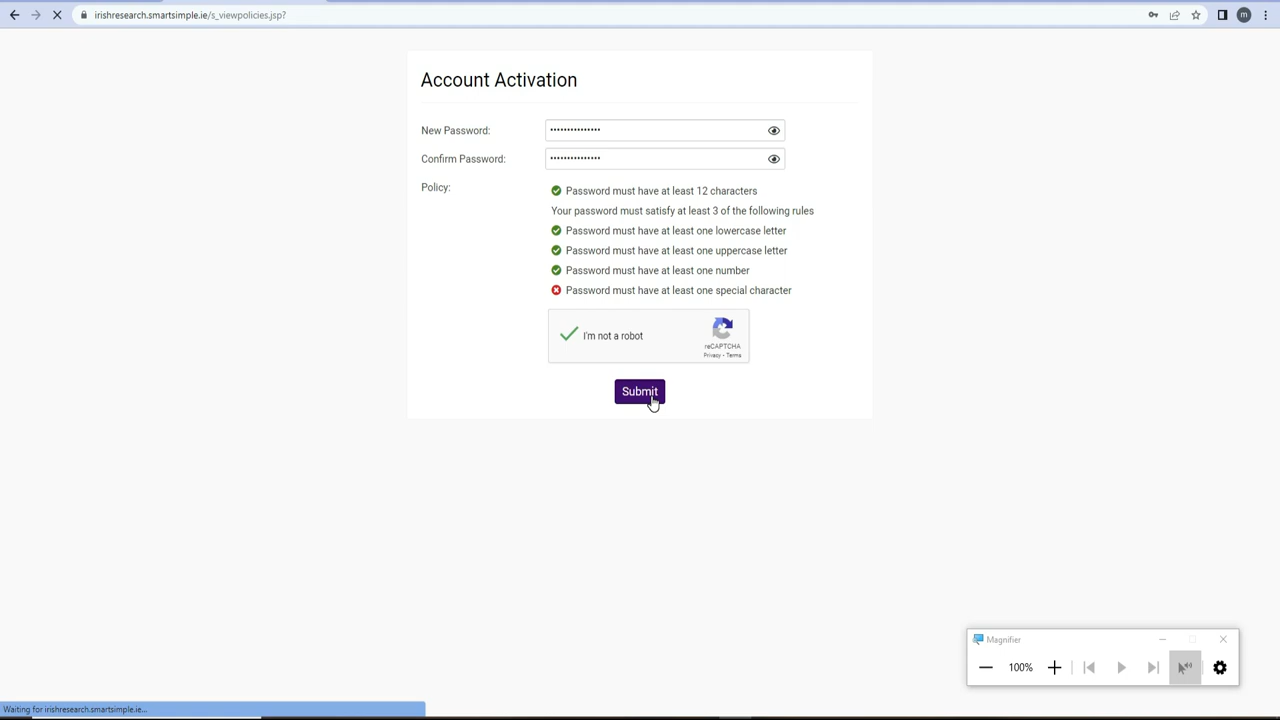 irishresearch.smartsimple.ie/s_viewpolicies.jsp?
m
Account Activation
New Password: •••••••••••••••
Confirm Password: •••••••••••••••
Policy:
Password must have at least 12 characters
Your password must satisfy at least 3 of the following rules
Password must have at least one lowercase letter
Password must have at least one uppercase letter
Password must have at least one number
Password must have at least one special character
I'm not a robot
reCAPTCHA
Privacy - Terms
Submit
Magnifier
100%
Waiting for irishresearch.smartsimple.ie...